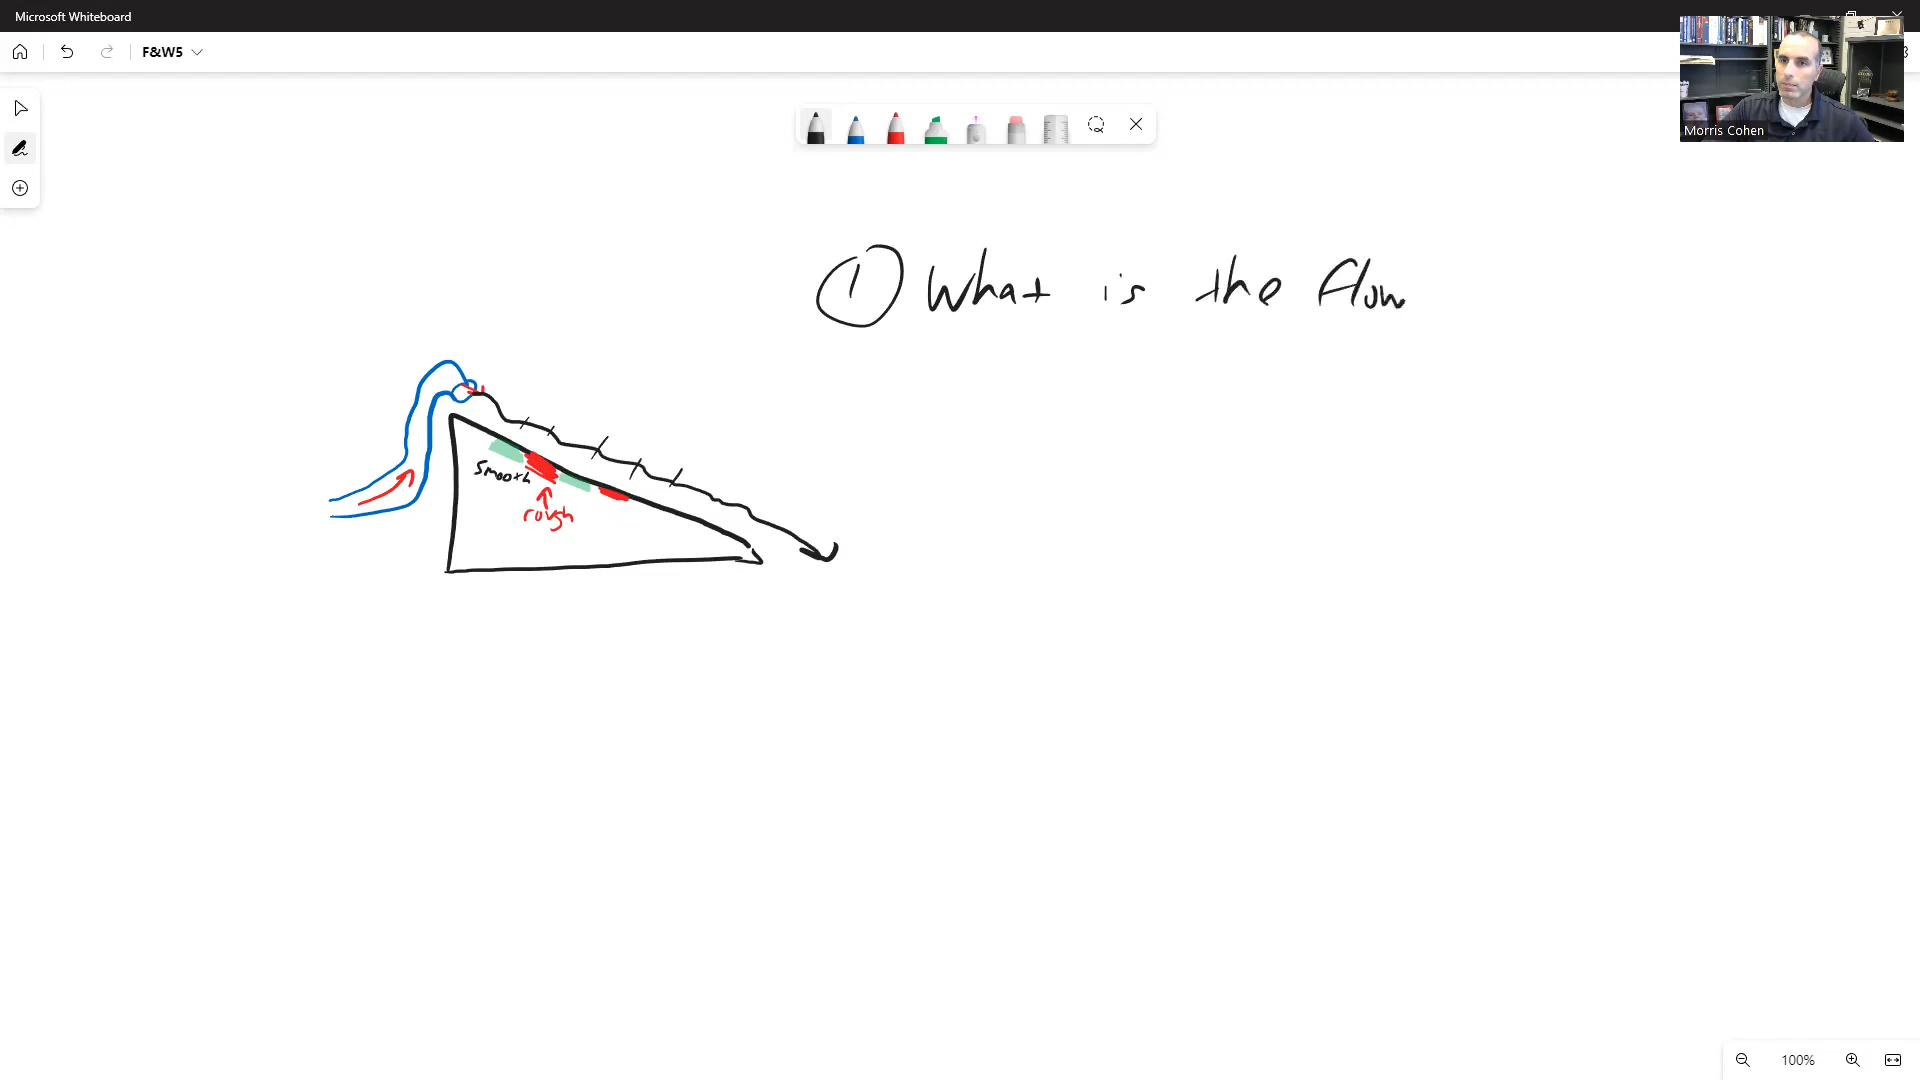 Microsoft Whiteboard
F&W5
Morris Cohen
① What is the flow
smooth
rough
100%